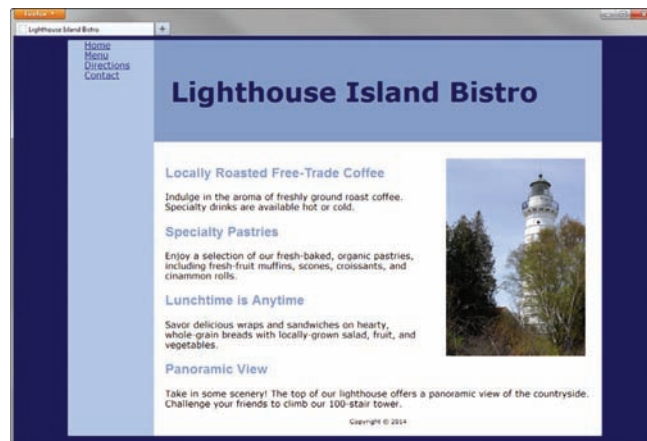 Firefox
Lighthouse Island Bistro
Home
Menu
Directions
Contact
Lighthouse Island Bistro
Locally Roasted Free-Trade Coffee
Indulge in the aroma of freshly ground roast coffee.
Specialty drinks are available hot or cold.
Specialty Pastries
Enjoy a selection of our fresh-baked, organic pastries,
including fresh-fruit muffins, scones, croissants, and
cinammon rolls.
Lunchtime is Anytime
Savor delicious wraps and sandwiches on hearty,
whole-grain breads with locally-grown salad, fruit, and
vegetables.
Panoramic View
Take in some scenery! The top of our lighthouse offers a panoramic view of the countryside.
Challenge your friends to climb our 100-stair tower.
Copyright © 2014